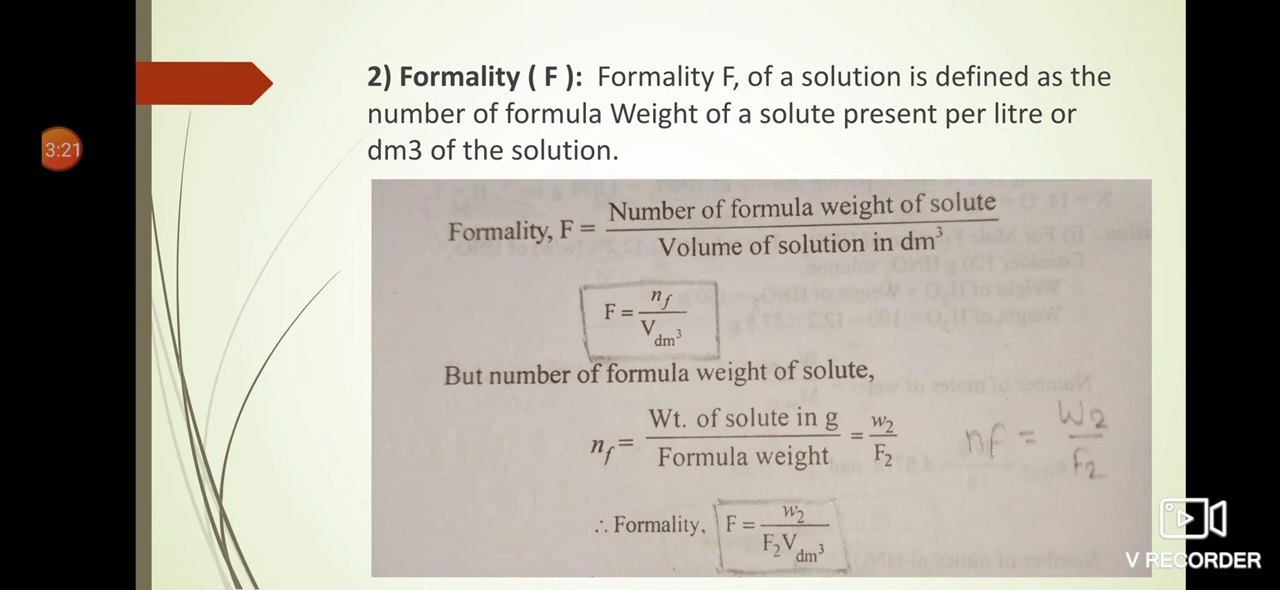 2) Formality ( F ): Formality F, of a solution is defined as the
number of formula Weight of a solute present per litre or
dm3 of the solution.
3:21
Formality, F = Number of formula weight of solute / Volume of solution in dm³
F = n_f / V_dm³
But number of formula weight of solute,
n_f = Wt. of solute in g / Formula weight = w₂ / F₂
nf = W₂ / F₂
∴ Formality, F = w₂ / F₂V_dm³
V RECORDER